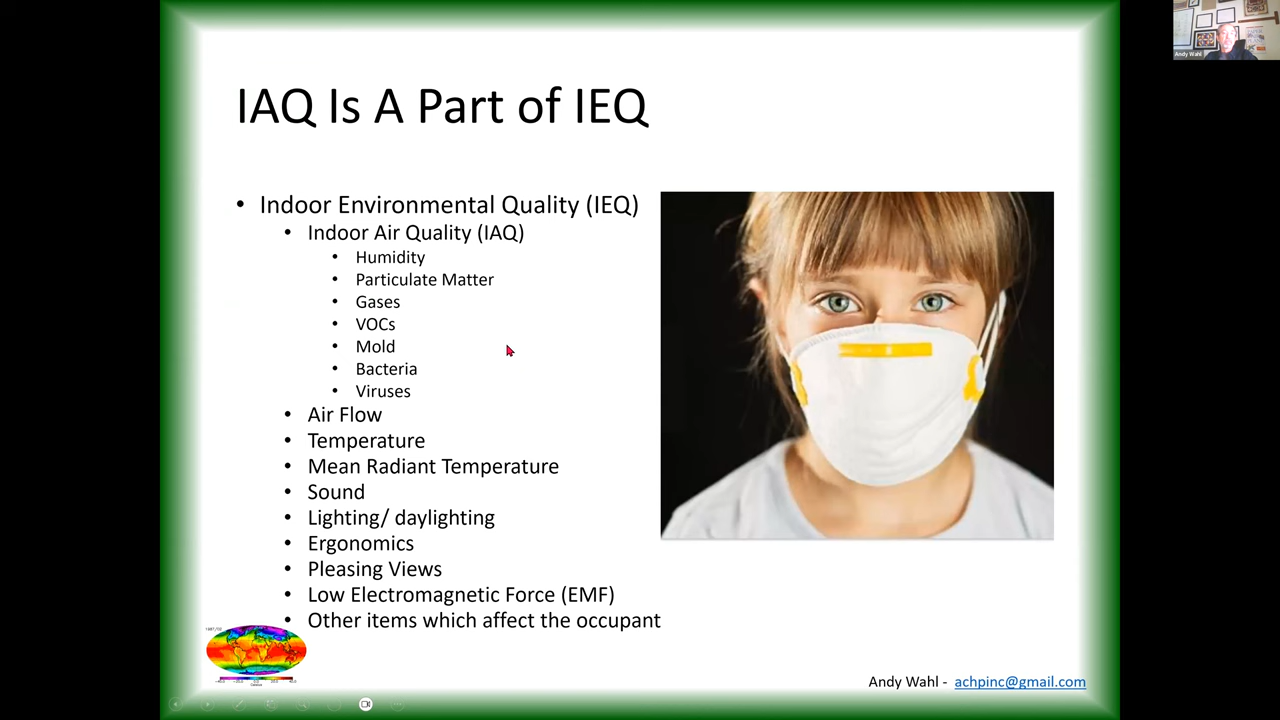 Andy Wahl
IAQ Is A Part of IEQ
• Indoor Environmental Quality (IEQ)
• Indoor Air Quality (IAQ)
• Humidity
• Particulate Matter
• Gases
• VOCs
• Mold
• Bacteria
• Viruses
• Air Flow
• Temperature
• Mean Radiant Temperature
• Sound
• Lighting/ daylighting
• Ergonomics
• Pleasing Views
• Low Electromagnetic Force (EMF)
• Other items which affect the occupant
Andy Wahl - achpinc@gmail.com